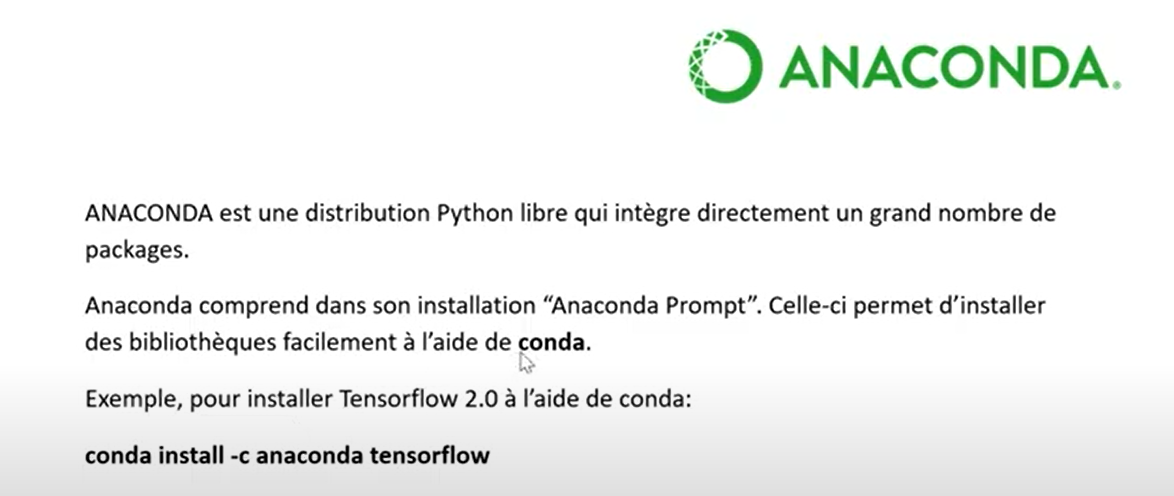 ANACONDA®
ANACONDA est une distribution Python libre qui intègre directement un grand nombre de
packages.
Anaconda comprend dans son installation “Anaconda Prompt”. Celle-ci permet d’installer
des bibliothèques facilement à l’aide de conda.
Exemple, pour installer Tensorflow 2.0 à l’aide de conda:
conda install -c anaconda tensorflow